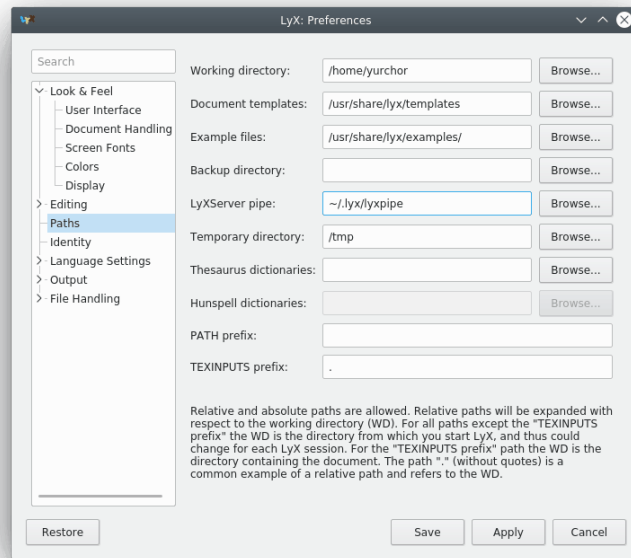 LyX: Preferences
Search
Look & Feel
User Interface
Document Handling
Screen Fonts
Colors
Display
Editing
Paths
Identity
Language Settings
Output
File Handling
Working directory: /home/yurchor Browse...
Document templates: /usr/share/lyx/templates Browse...
Example files: /usr/share/lyx/examples/ Browse...
Backup directory: Browse...
LyXServer pipe: ~/.lyx/lyxpipe Browse...
Temporary directory: /tmp Browse...
Thesaurus dictionaries: Browse...
Hunspell dictionaries: Browse...
PATH prefix:
TEXINPUTS prefix: .
Relative and absolute paths are allowed. Relative paths will be expanded with
respect to the working directory (WD). For all paths except the "TEXINPUTS
prefix" the WD is the directory from which you start LyX, and thus could
change for each LyX session. For the "TEXINPUTS prefix" path the WD is the
directory containing the document. The path "." (without quotes) is a
common example of a relative path and refers to the WD.
Restore Save Apply Cancel